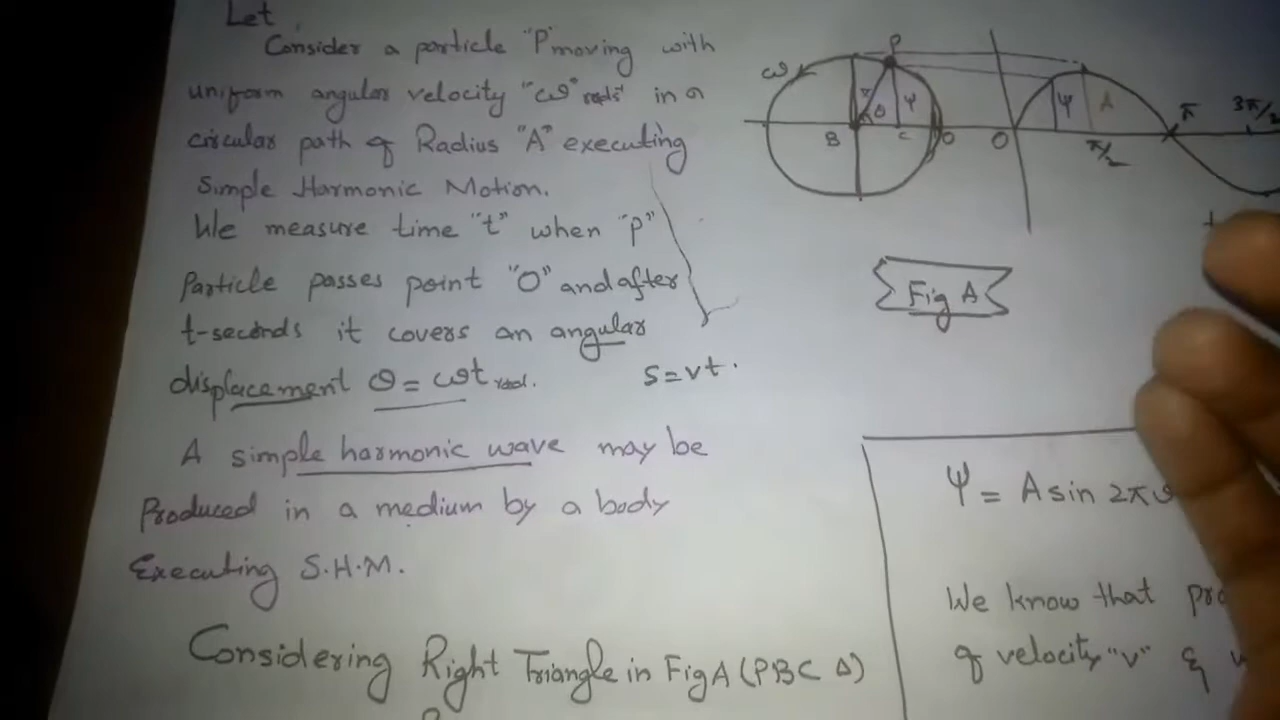 Let
Consider a particle "P" moving with
uniform angular velocity "ω" rads in a
circular path of Radius "A" executing
Simple Harmonic Motion.
We measure time "t" when "P"
Particle passes point "O" and after
t-seconds it covers an angular
displacement θ = ωt rad.
S = vt.
A simple harmonic wave may be
Produced in a medium by a body
Executing S.H.M.
Considering Right Triangle in Fig A (PBC Δ)
ω P
θ ψ
B C O
O ψ A π/2 π 3π/2
Fig A
ψ = A sin 2π
We know that
of velocity "v" &